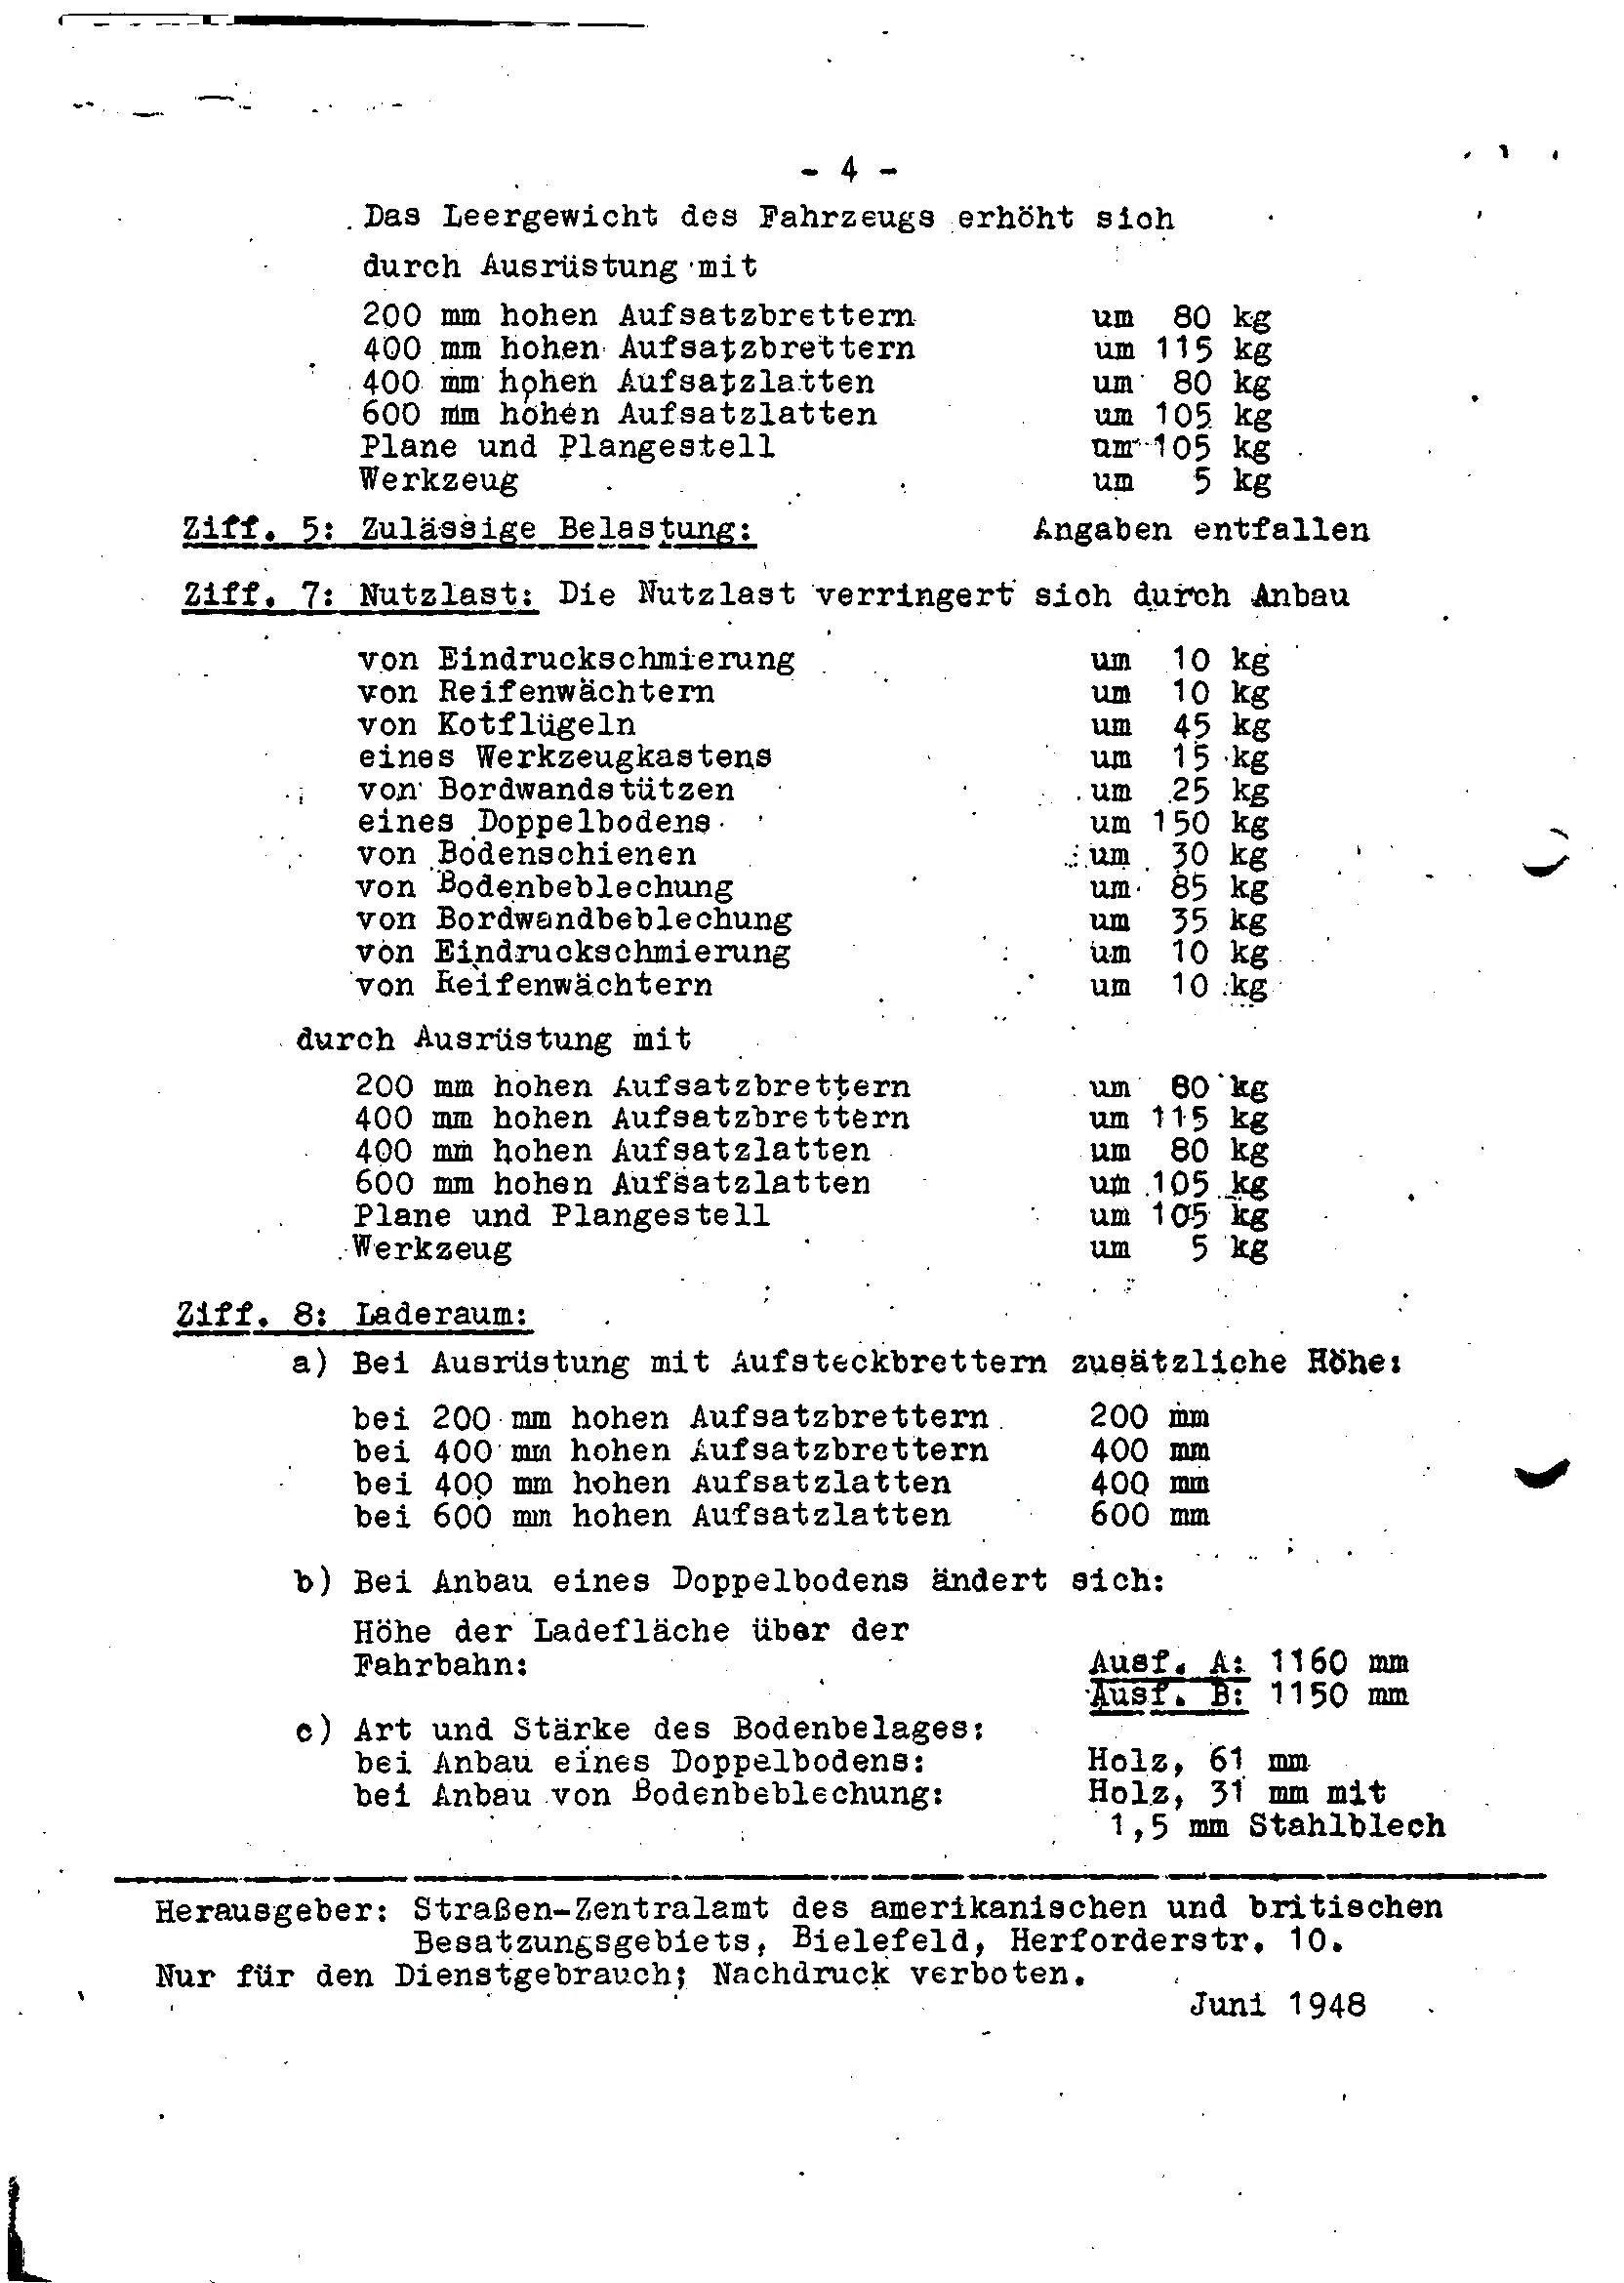 - 4 -
Das Leergewicht des Fahrzeugs erhöht sich
durch Ausrüstung mit
200 mm hohen Aufsatzbrettern um 80 kg
400 mm hohen Aufsatzbrettern um 115 kg
400 mm hohen Aufsatzlatten um 80 kg
600 mm hohen Aufsatzlatten um 105 kg
Plane und Plangestell um 105 kg
Werkzeug um 5 kg
Ziff. 5: Zulässige Belastung: Angaben entfallen
Ziff. 7: Nutzlast: Die Nutzlast verringert sich durch Anbau
von Eindruckschmierung um 10 kg
von Reifenwächtern um 10 kg
von Kotflügeln um 45 kg
eines Werkzeugkastens um 15 kg
von Bordwandstützen um 25 kg
eines Doppelbodens um 150 kg
von Bodenschienen um 30 kg
von Bodenbeblechung um 85 kg
von Bordwandbeblechung um 35 kg
von Eindruckschmierung um 10 kg
von Reifenwächtern um 10 kg
durch Ausrüstung mit
200 mm hohen Aufsatzbrettern um 80 kg
400 mm hohen Aufsatzbrettern um 115 kg
400 mm hohen Aufsatzlatten um 80 kg
600 mm hohen Aufsatzlatten um 105 kg
Plane und Plangestell um 105 kg
Werkzeug um 5 kg
Ziff. 8: Laderaum:
a) Bei Ausrüstung mit Aufsteckbrettern zusätzliche Höhe:
bei 200 mm hohen Aufsatzbrettern 200 mm
bei 400 mm hohen Aufsatzbrettern 400 mm
bei 400 mm hohen Aufsatzlatten 400 mm
bei 600 mm hohen Aufsatzlatten 600 mm
b) Bei Anbau eines Doppelbodens ändert sich:
Höhe der Ladefläche über der
Fahrbahn: Ausf. A: 1160 mm
Ausf. B: 1150 mm
c) Art und Stärke des Bodenbelages:
bei Anbau eines Doppelbodens: Holz, 61 mm
bei Anbau von Bodenbeblechung: Holz, 31 mm mit
1,5 mm Stahlblech
Herausgeber: Straßen-Zentralamt des amerikanischen und britischen
Besatzungsgebiets, Bielefeld, Herforderstr. 10.
Nur für den Dienstgebrauch; Nachdruck verboten.
Juni 1948